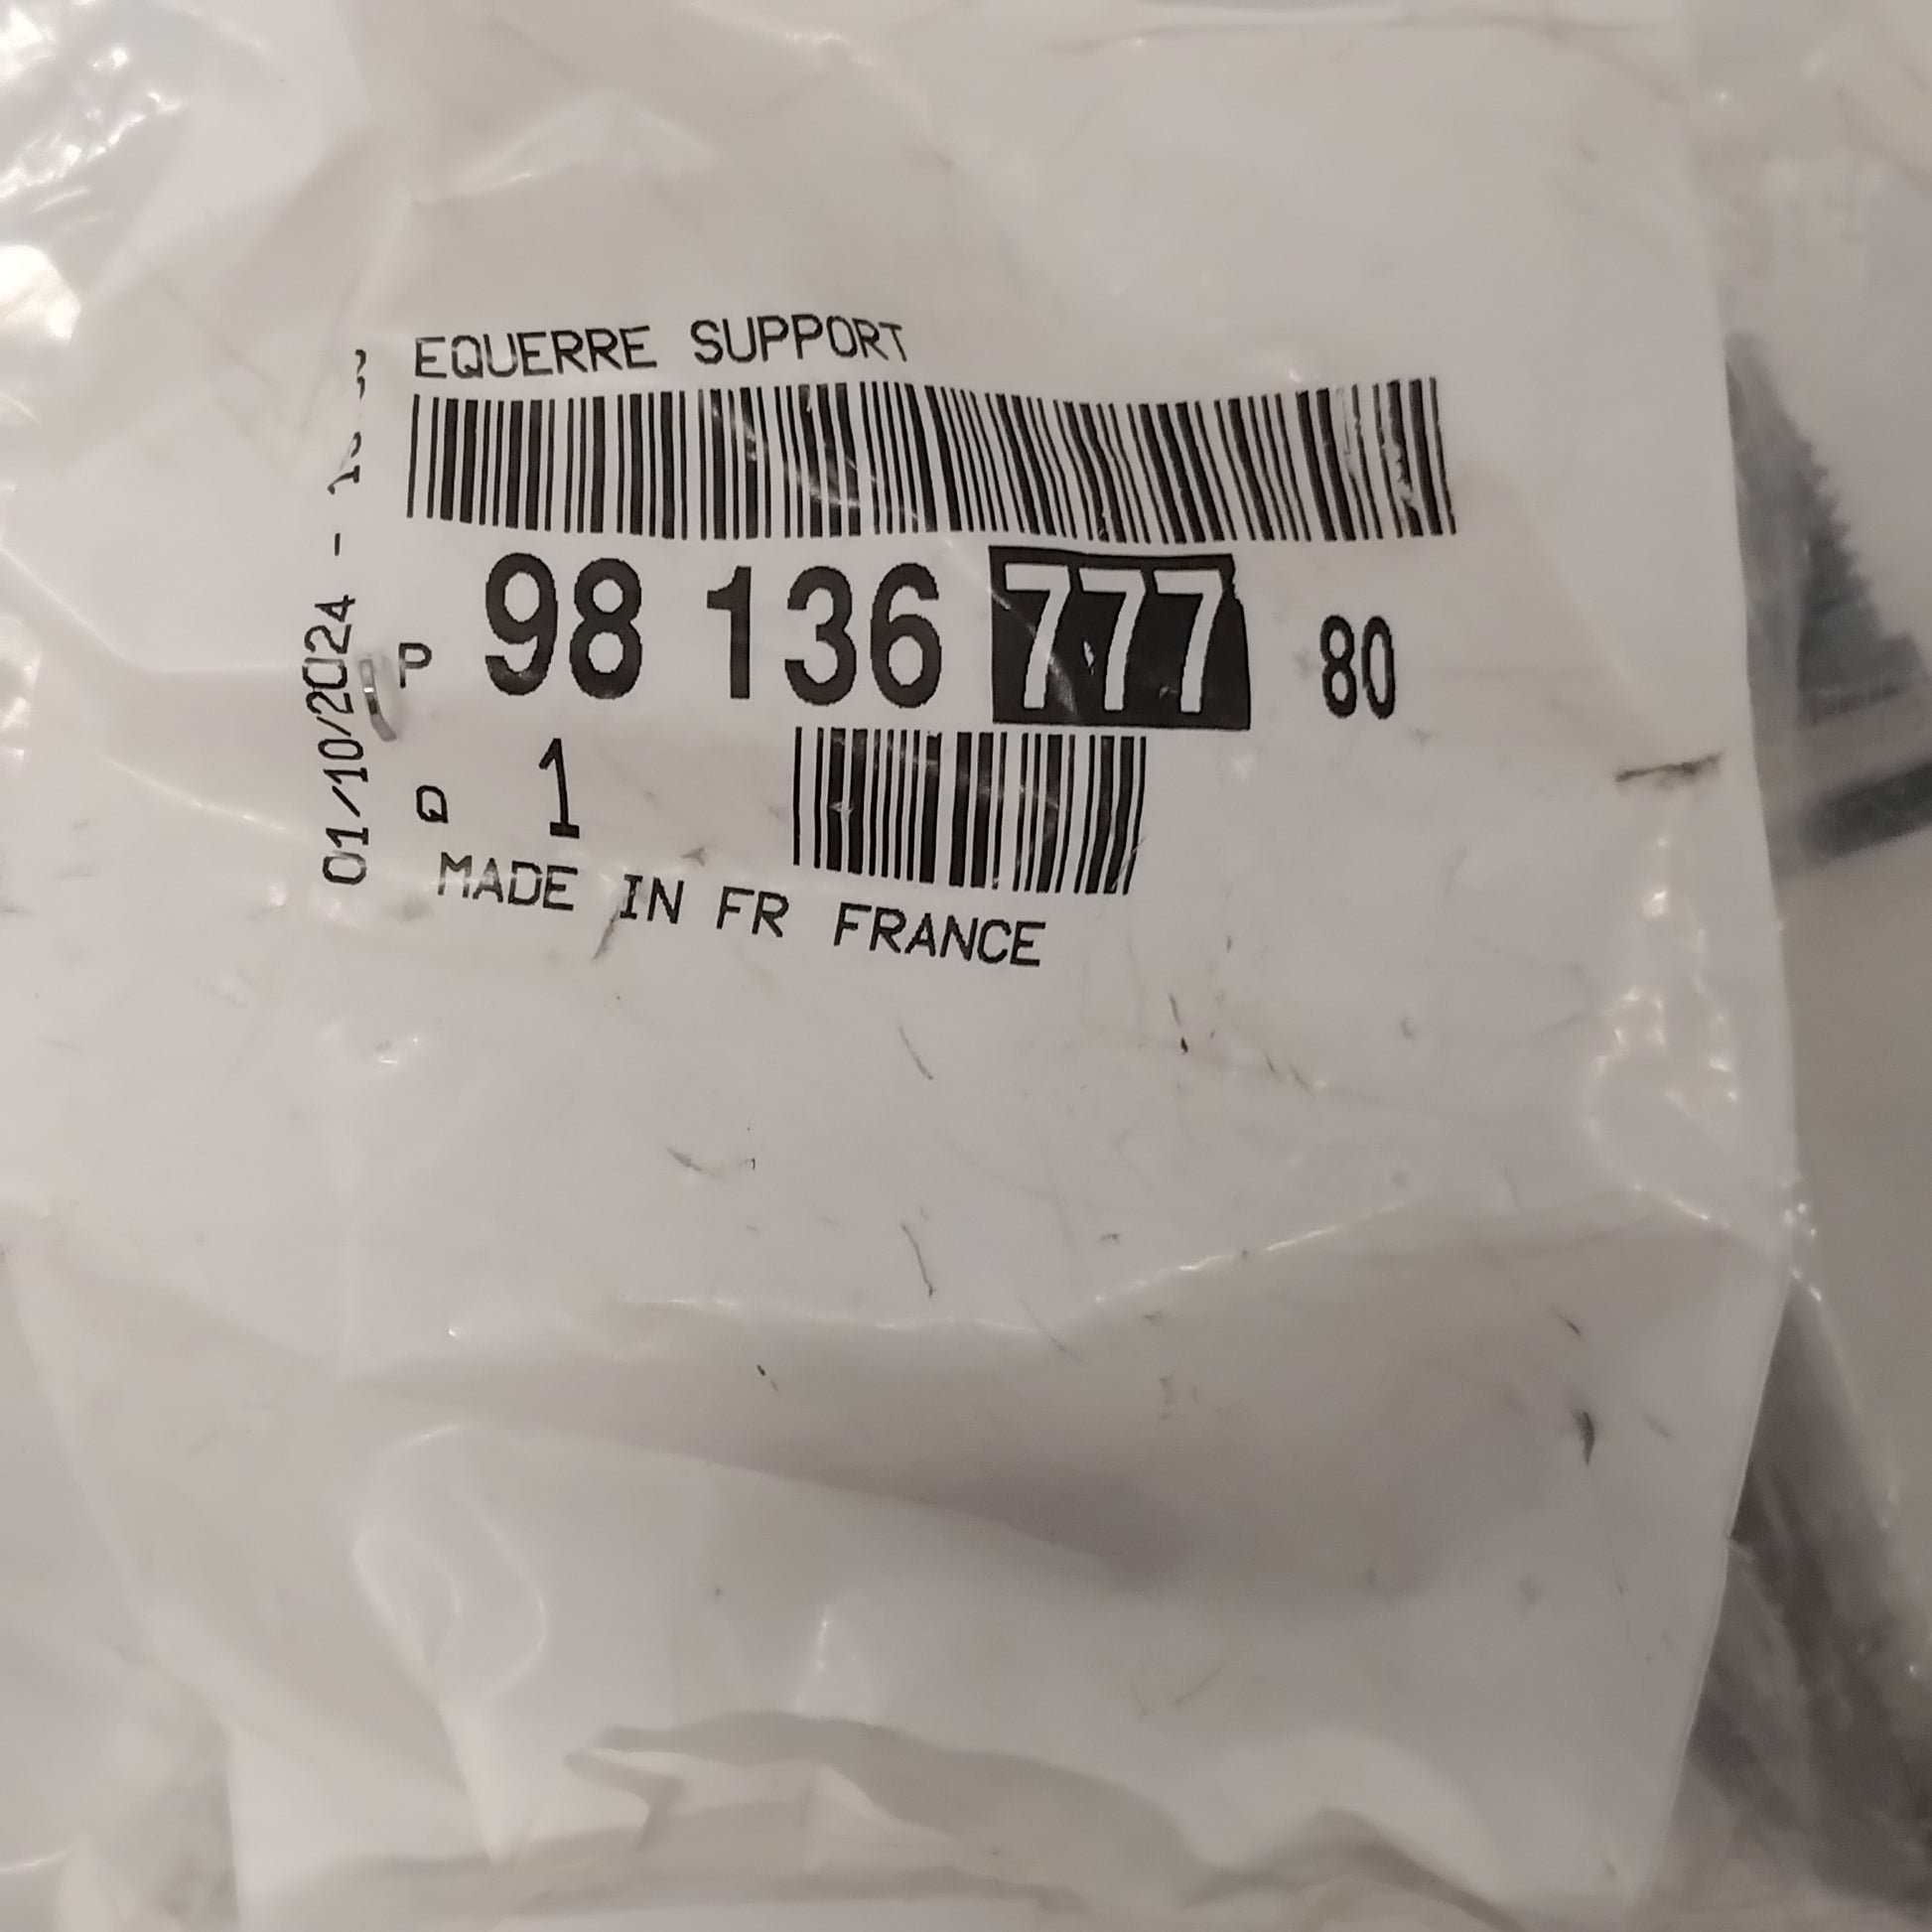 EQUERRE SUPPORT
P 98 136 777 80
Q 1
MADE IN FR FRANCE
01/10/2024 -